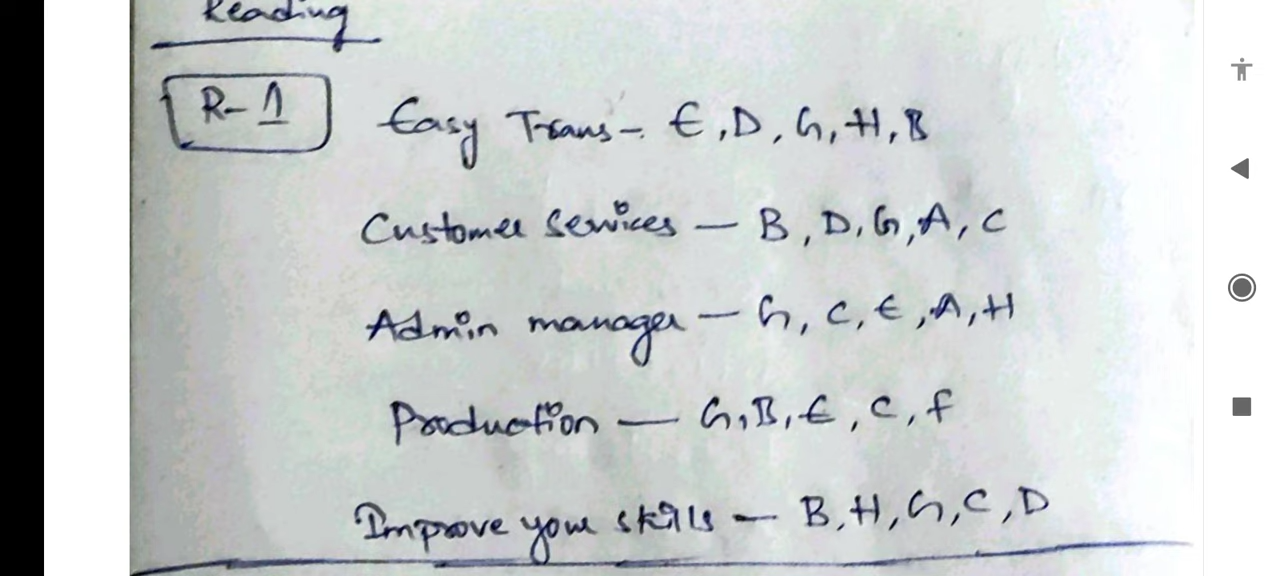 Reading
R-1 Easy Trans - E, D, G, H, B
Customer Services - B, D, G, A, C
Admin manager - G, C, E, A, H
Production - G, B, E, C, F
Improve your skills - B, H, G, C, D